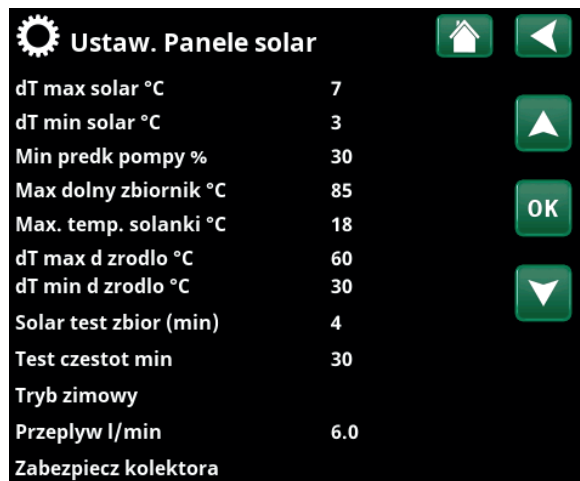 Ustaw. Panele solar
dT max solar °C 7
dT min solar °C 3
Min predk pompy % 30
Max dolny zbiornik °C 85
Max. temp. solanki °C 18
dT max d zrodlo °C 60
dT min d zrodlo °C 30
Solar test zbior (min) 4
Test czestot min 30
Tryb zimowy
Przeplyw l/min 6.0
Zabezpiecz kolektora
OK